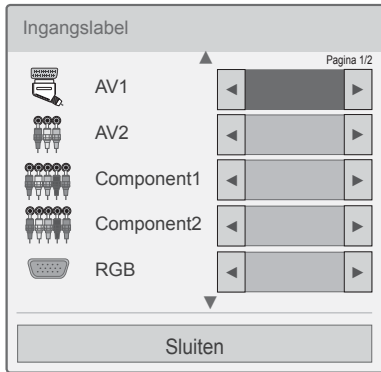 Ingangslabel
Pagina 1/2
AV1
AV2
Component1
Component2
RGB
Sluiten